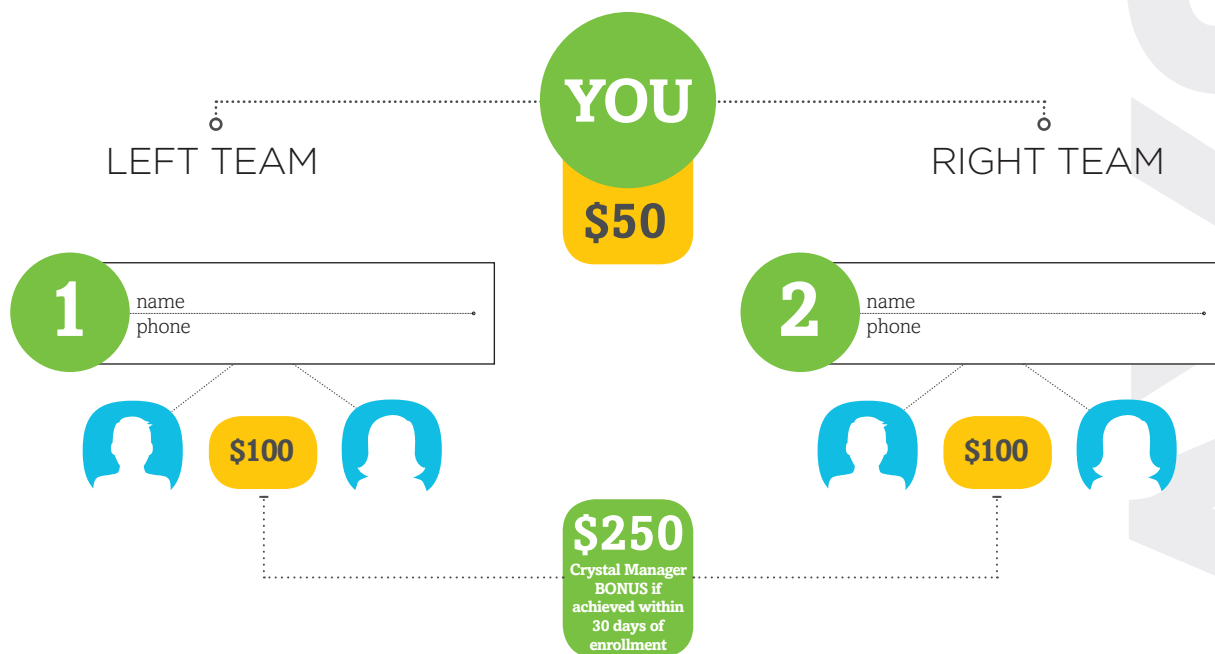 YOU
LEFT TEAM
RIGHT TEAM
$50
1
name
phone
2
name
phone
$100
$100
$250
Crystal Manager
BONUS if
achieved within
30 days of
enrollment